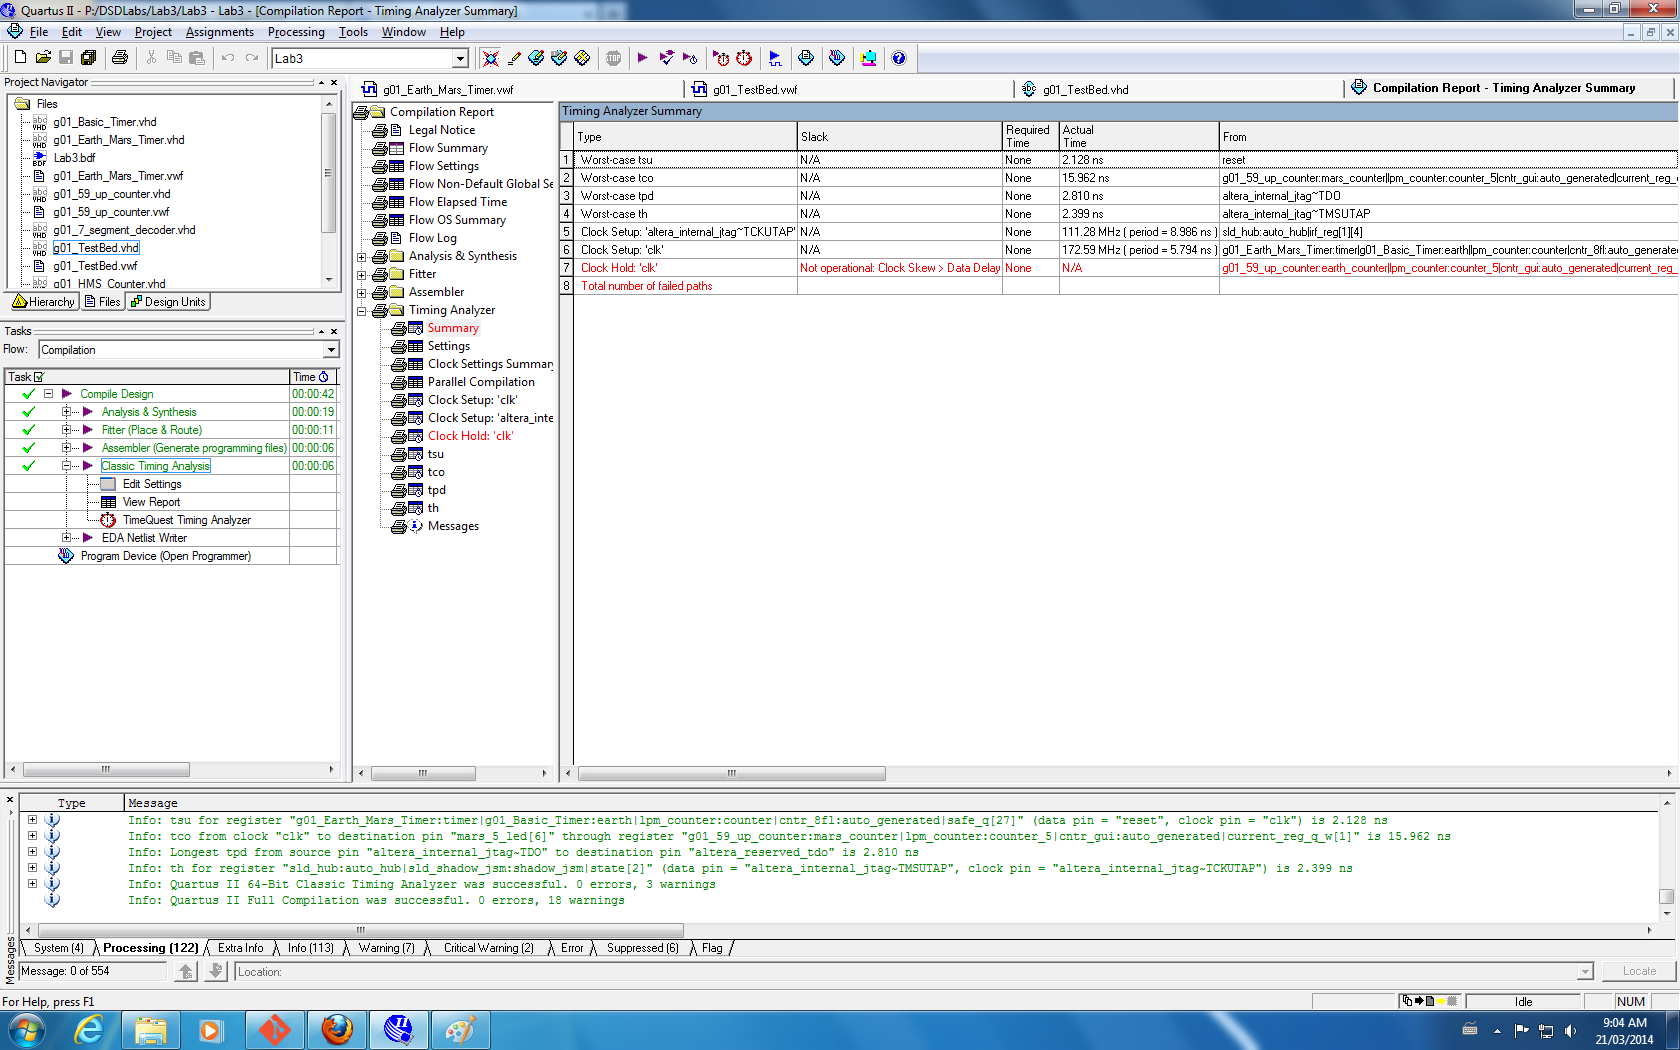 Quartus II - P:/DSDLabs/Lab3/Lab3 - Lab3 - [Compilation Report - Timing Analyzer Summary]
File Edit View Project Assignments Processing Tools Window Help
Lab3
Project Navigator
Files
g01_Basic_Timer.vhd
g01_Earth_Mars_Timer.vhd
Lab3.bdf
g01_Earth_Mars_Timer.vwf
g01_59_up_counter.vhd
g01_59_up_counter.vwf
g01_7_segment_decoder.vhd
g01_TestBed.vhd
g01_TestBed.vwf
g01_HMS_Counter.vhd
Hierarchy Files Design Units
Tasks
Flow: Compilation
Task Time
Compile Design 00:00:42
Analysis & Synthesis 00:00:19
Fitter (Place & Route) 00:00:11
Assembler (Generate programming files) 00:00:06
Classic Timing Analysis 00:00:06
Edit Settings
View Report
TimeQuest Timing Analyzer
EDA Netlist Writer
Program Device (Open Programmer)
g01_Earth_Mars_Timer.vwf g01_TestBed.vwf g01_TestBed.vhd Compilation Report - Timing Analyzer Summary
Compilation Report
Legal Notice
Flow Summary
Flow Settings
Flow Non-Default Global Se
Flow Elapsed Time
Flow OS Summary
Flow Log
Analysis & Synthesis
Fitter
Assembler
Timing Analyzer
Summary
Settings
Clock Settings Summary
Parallel Compilation
Clock Setup: 'clk'
Clock Setup: 'altera_inte
Clock Hold: 'clk'
tsu
tco
tpd
th
Messages
Timing Analyzer Summary
Type Slack Required Time Actual Time From
1 Worst-case tsu N/A None 2.128 ns reset
2 Worst-case tco N/A None 15.962 ns g01_59_up_counter:mars_counter|lpm_counter:counter_5|cntr_gui:auto_generated|current_reg_
3 Worst-case tpd N/A None 2.810 ns altera_internal_jtag~TDO
4 Worst-case th N/A None 2.399 ns altera_internal_jtag~TMSUTAP
5 Clock Setup: 'altera_internal_jtag~TCKUTAP' N/A None 111.28 MHz ( period = 8.986 ns ) sld_hub:auto_hub|irf_reg[1][4]
6 Clock Setup: 'clk' N/A None 172.59 MHz ( period = 5.794 ns ) g01_Earth_Mars_Timer:timer|g01_Basic_Timer:earth|lpm_counter:counter|cntr_8fl:auto_generated
7 Clock Hold: 'clk' Not operational: Clock Skew > Data Delay None N/A g01_59_up_counter:earth_counter|lpm_counter:counter_5|cntr_gui:auto_generated|current_reg_
8 Total number of failed paths
Type Message
Info: tsu for register "g01_Earth_Mars_Timer:timer|g01_Basic_Timer:earth|lpm_counter:counter|cntr_8fl:auto_generated|safe_q[27]" (data pin = "reset", clock pin = "clk") is 2.128 ns
Info: tco from clock "clk" to destination pin "mars_5_led[6]" through register "g01_59_up_counter:mars_counter|lpm_counter:counter_5|cntr_gui:auto_generated|current_reg_q_w[1]" is 15.962 ns
Info: Longest tpd from source pin "altera_internal_jtag~TDO" to destination pin "altera_reserved_tdo" is 2.810 ns
Info: th for register "sld_hub:auto_hub|sld_shadow_jsm:shadow_jsm|state[2]" (data pin = "altera_internal_jtag~TMSUTAP", clock pin = "altera_internal_jtag~TCKUTAP") is 2.399 ns
Info: Quartus II 64-Bit Classic Timing Analyzer was successful. 0 errors, 3 warnings
Info: Quartus II Full Compilation was successful. 0 errors, 18 warnings
System (4) Processing (122) Extra Info Info (113) Warning (7) Critical Warning (2) Error Suppressed (6) Flag
Messages
Message: 0 of 554 Location: Locate
For Help, press F1 Idle NUM
9:04 AM
21/03/2014